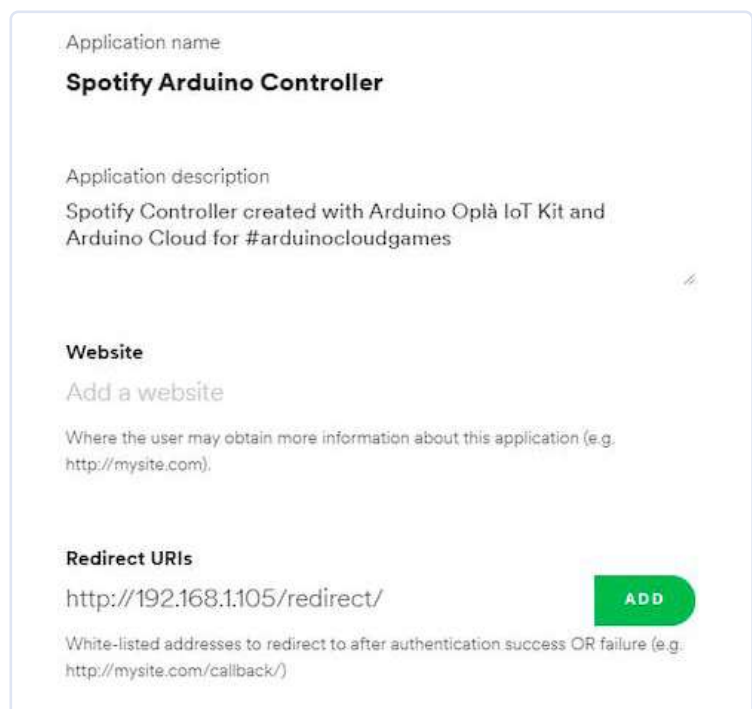 Application name
Spotify Arduino Controller
Application description
Spotify Controller created with Arduino Oplà IoT Kit and
Arduino Cloud for #arduinocloudgames
Website
Add a website
Where the user may obtain more information about this application (e.g.
http://mysite.com).
Redirect URIs
http://192.168.1.105/redirect/
ADD
White-listed addresses to redirect to after authentication success OR failure (e.g.
http://mysite.com/callback/)